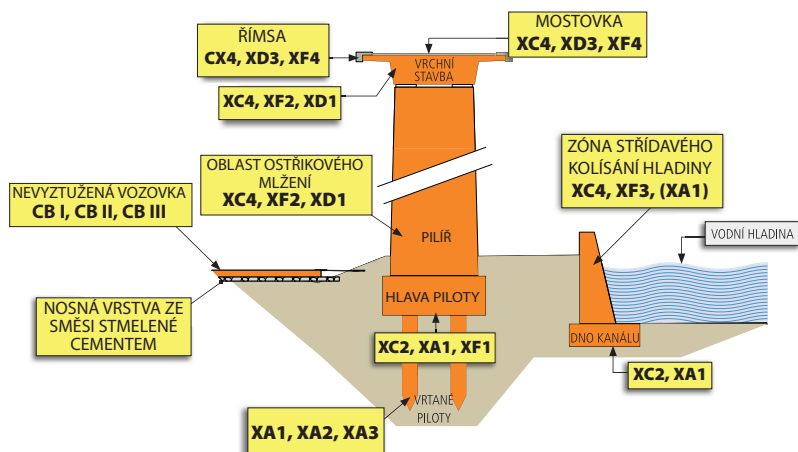 ŘÍMSA
CX4, XD3, XF4
MOSTOVKA
XC4, XD3, XF4
VRCHNÍ
STAVBA
XC4, XF2, XD1
OBLAST OSTŘIKOVÉHO
MLŽENÍ
XC4, XF2, XD1
ZÓNA STŘÍDAVÉHO
KOLÍSÁNÍ HLADINY
XC4, XF3, (XA1)
NEVYZTUŽENÁ VOZOVKA
CB I, CB II, CB III
PILÍŘ
VODNÍ HLADINA
NOSNÁ VRSTVA ZE
SMĚSI STMELENÉ
CEMENTEM
HLAVA PILOTY
XC2, XA1, XF1
DNO KANÁLU
XC2, XA1
XA1, XA2, XA3
VRTANÉ
PILOTY